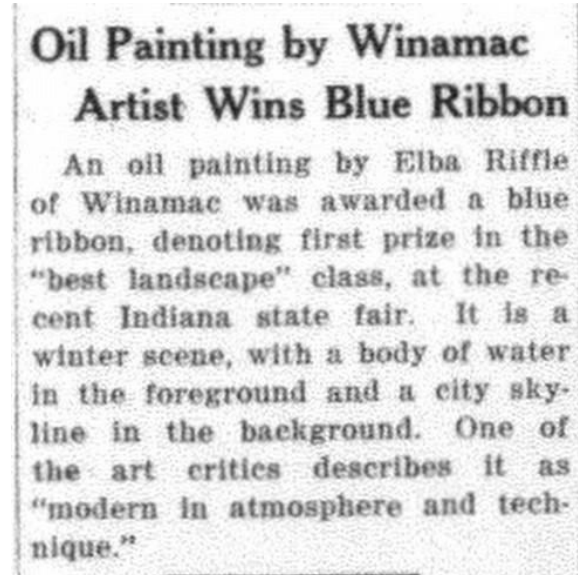 Oil Painting by Winamac
Artist Wins Blue Ribbon
An oil painting by Elba Riffle
of Winamac was awarded a blue
ribbon, denoting first prize in the
"best landscape" class, at the re-
cent Indiana state fair. It is a
winter scene, with a body of water
in the foreground and a city sky-
line in the background. One of
the art critics describes it as
"modern in atmosphere and tech-
nique."